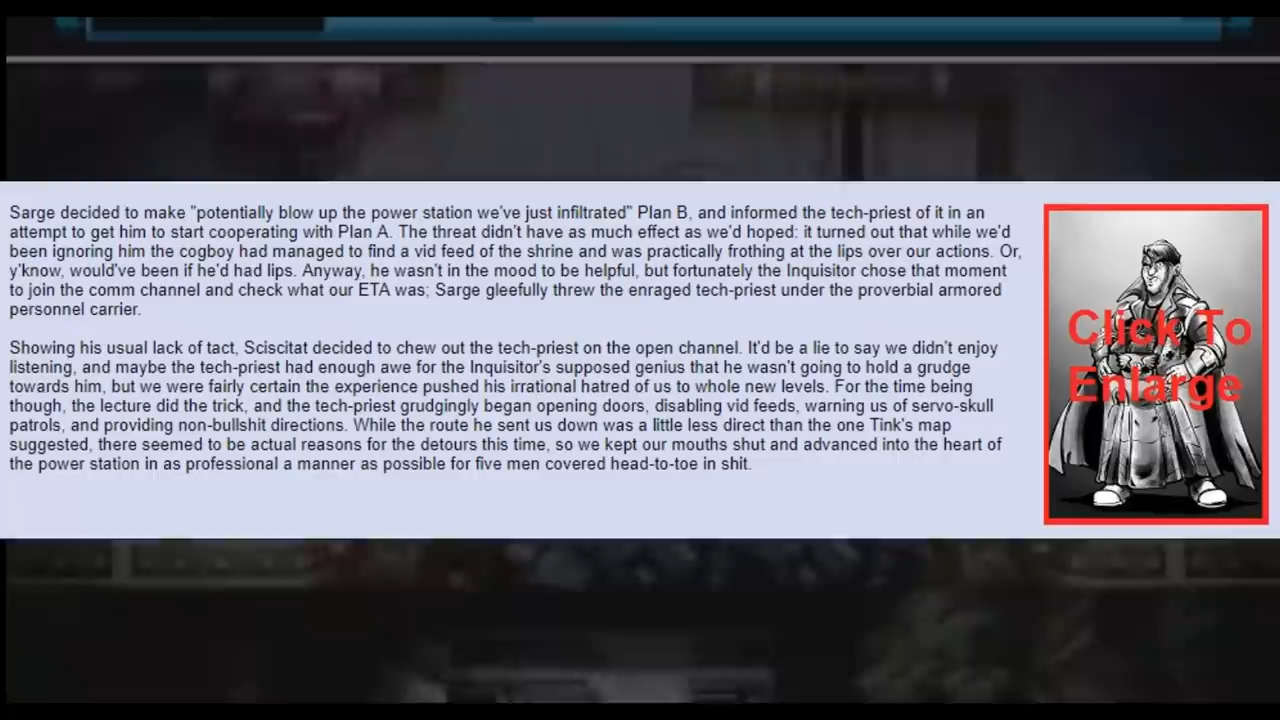 Sarge decided to make "potentially blow up the power station we've just infiltrated" Plan B, and informed the tech-priest of it in an
attempt to get him to start cooperating with Plan A. The threat didn't have as much effect as we'd hoped: it turned out that while we'd
been ignoring him the cogboy had managed to find a vid feed of the shrine and was practically frothing at the lips over our actions. Or,
y'know, would've been if he'd had lips. Anyway, he wasn't in the mood to be helpful, but fortunately the Inquisitor chose that moment
to join the comm channel and check what our ETA was; Sarge gleefully threw the enraged tech-priest under the proverbial armored
personnel carrier.
Showing his usual lack of tact, Sciscitat decided to chew out the tech-priest on the open channel. It'd be a lie to say we didn't enjoy
listening, and maybe the tech-priest had enough awe for the Inquisitor's supposed genius that he wasn't going to hold a grudge
towards him, but we were fairly certain the experience pushed his irrational hatred of us to whole new levels. For the time being
though, the lecture did the trick, and the tech-priest grudgingly began opening doors, disabling vid feeds, warning us of servo-skull
patrols, and providing non-bullshit directions. While the route he sent us down was a little less direct than the one Tink's map
suggested, there seemed to be actual reasons for the detours this time, so we kept our mouths shut and advanced into the heart of
the power station in as professional a manner as possible for five men covered head-to-toe in shit.
Click To
Enlarge